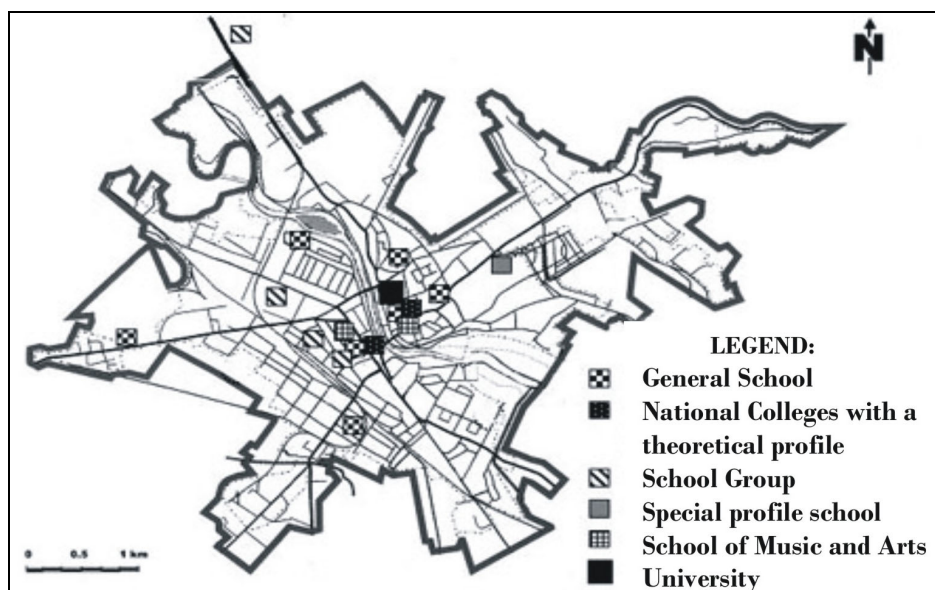 N
LEGEND:
General School
National Colleges with a
theoretical profile
School Group
Special profile school
School of Music and Arts
University
0 0.5 1 km